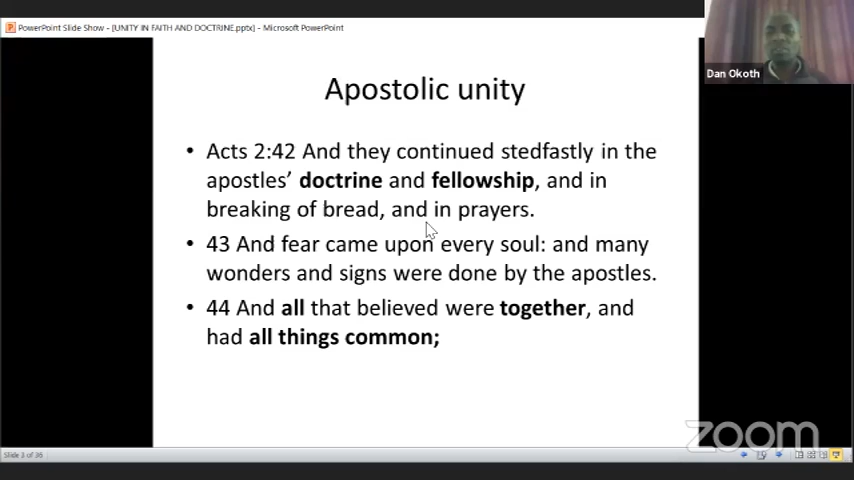 PowerPoint Slide Show - [UNITY IN FAITH AND DOCTRINE.pptx] - Microsoft PowerPoint
Dan Okoth
Apostolic unity
• Acts 2:42 And they continued stedfastly in the
apostles’ doctrine and fellowship, and in
breaking of bread, and in prayers.
• 43 And fear came upon every soul: and many
wonders and signs were done by the apostles.
• 44 And all that believed were together, and
had all things common;
zoom
Slide 3 of 36